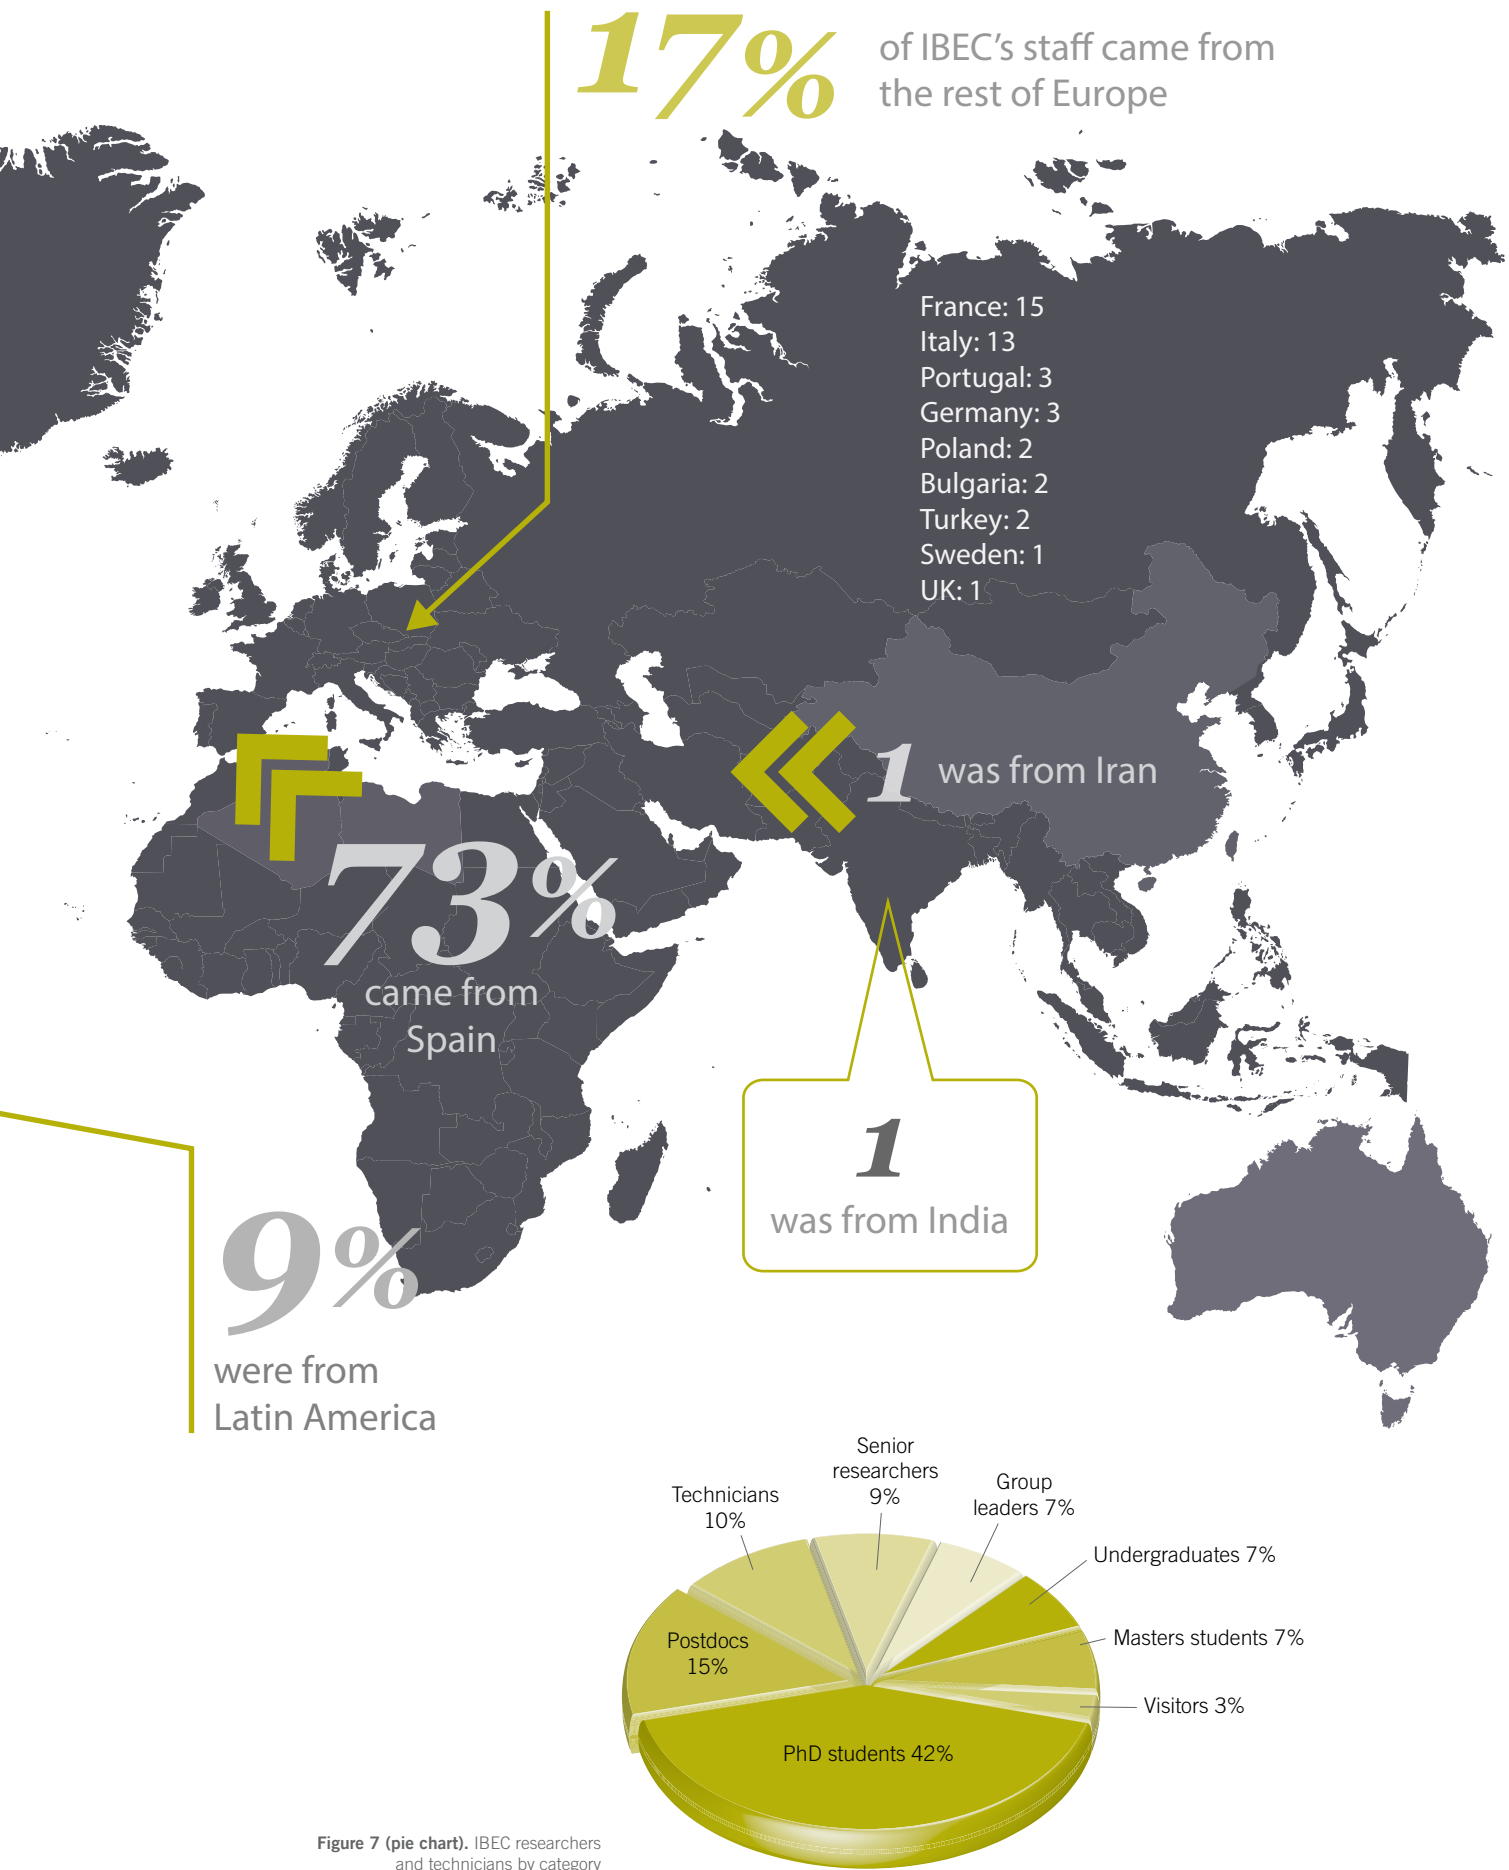 17%
of IBEC's staff came from
the rest of Europe
France: 15
Italy: 13
Portugal: 3
Germany: 3
Poland: 2
Bulgaria: 2
Turkey: 2
Sweden: 1
UK: 1
1 was from Iran
73%
came from
Spain
1
was from India
9%
were from
Latin America
Senior
researchers
9%
Group
leaders 7%
Technicians
10%
Undergraduates 7%
Postdocs
15%
Masters students 7%
Visitors 3%
PhD students 42%
Figure 7 (pie chart). IBEC researchers
and technicians by category